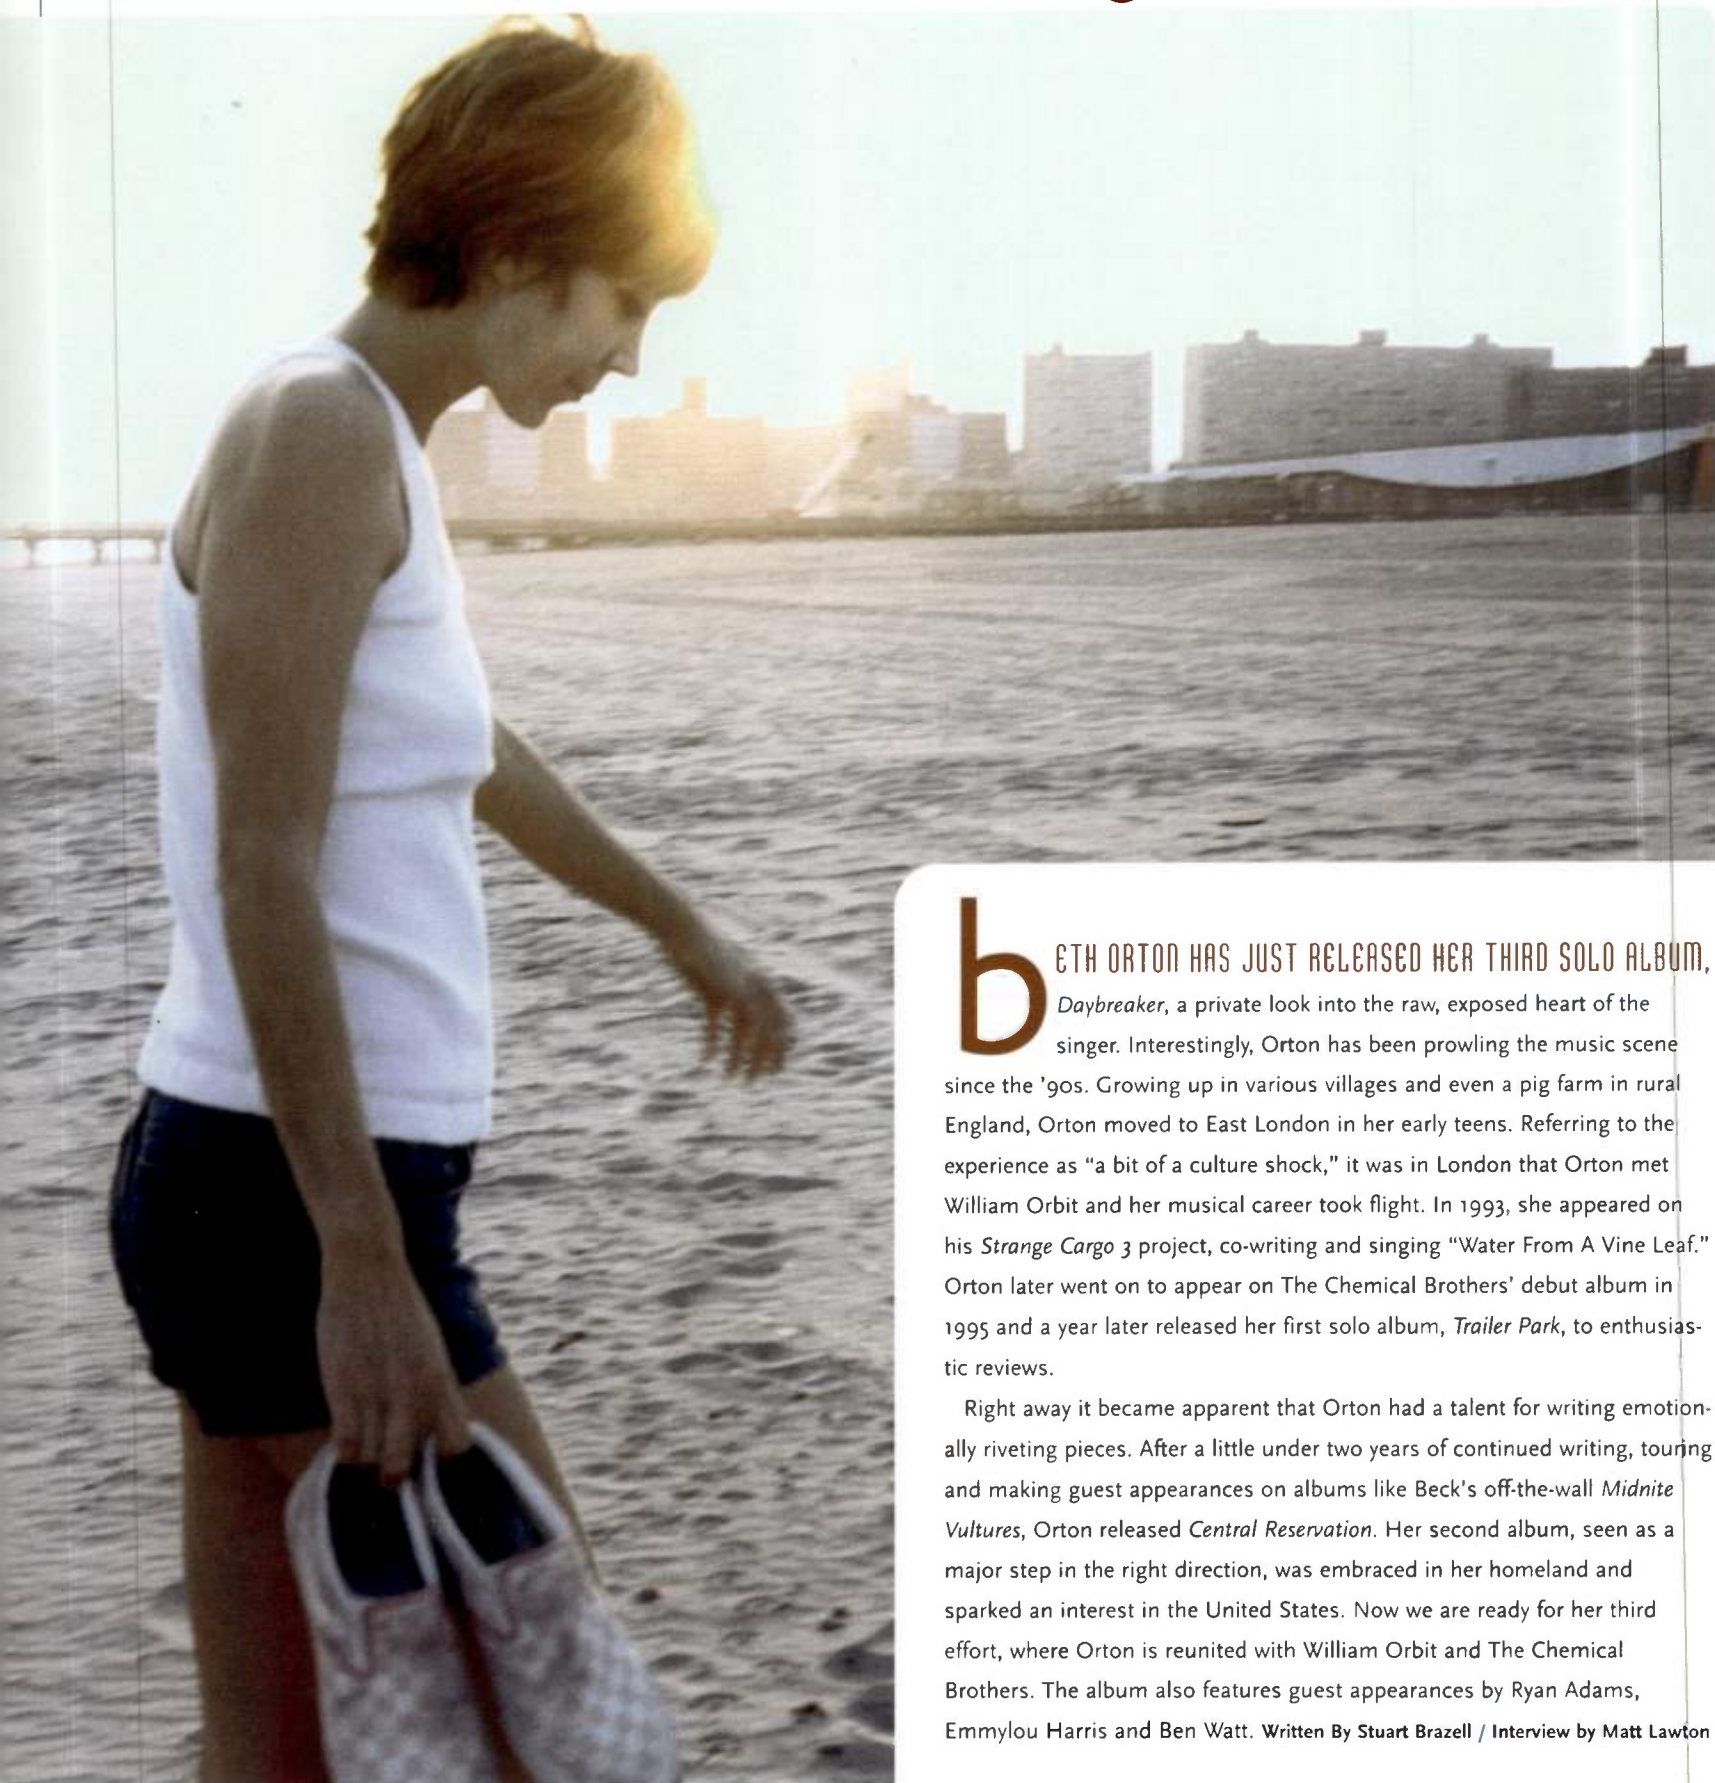 bETH ORTON HAS JUST RELEASED HER THIRD SOLO ALBUM,
Daybreaker, a private look into the raw, exposed heart of the
singer. Interestingly, Orton has been prowling the music scene
since the '90s. Growing up in various villages and even a pig farm in rural
England, Orton moved to East London in her early teens. Referring to the
experience as “a bit of a culture shock,” it was in London that Orton met
William Orbit and her musical career took flight. In 1993, she appeared on
his Strange Cargo 3 project, co-writing and singing “Water From A Vine Leaf.”
Orton later went on to appear on The Chemical Brothers’ debut album in
1995 and a year later released her first solo album, Trailer Park, to enthusias-
tic reviews.
Right away it became apparent that Orton had a talent for writing emotion-
ally riveting pieces. After a little under two years of continued writing, touring
and making guest appearances on albums like Beck's off-the-wall Midnite
Vultures, Orton released Central Reservation. Her second album, seen as a
major step in the right direction, was embraced in her homeland and
sparked an interest in the United States. Now we are ready for her third
effort, where Orton is reunited with William Orbit and The Chemical
Brothers. The album also features guest appearances by Ryan Adams,
Emmylou Harris and Ben Watt. Written By Stuart Brazell / Interview by Matt Lawton